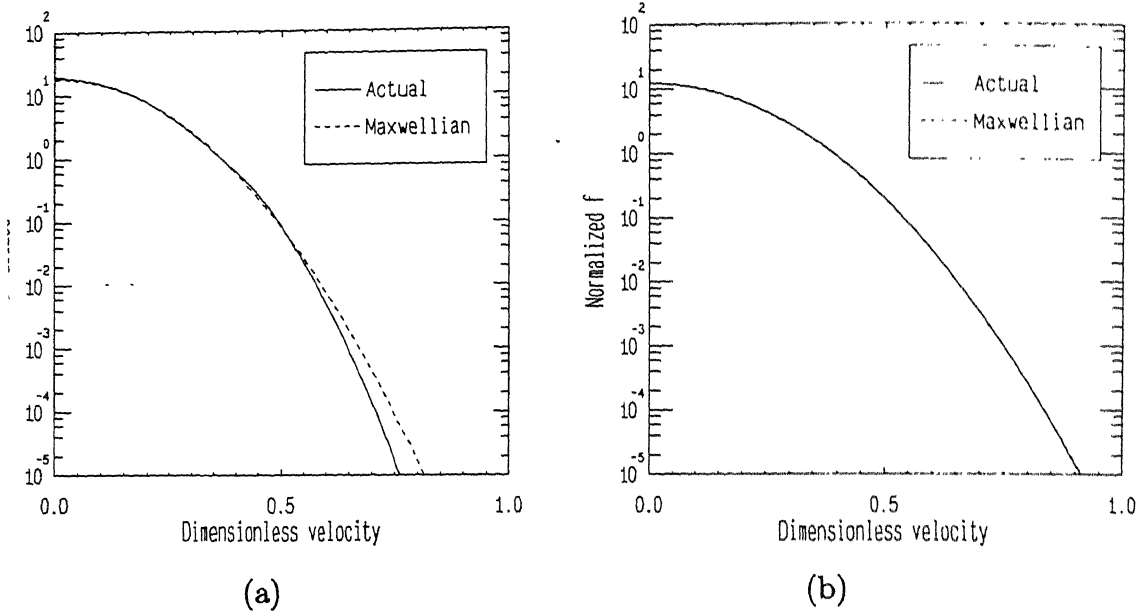 10^2
10^1
10^0
10^-1
10^-2
10^-3
10^-4
10^-5
0.0 0.5 1.0
Dimensionless velocity
Actual
Maxwellian
(a)
10^2
10^1
10^0
10^-1
10^-2
10^-3
10^-4
10^-5
Normalized f
0.0 0.5 1.0
Dimensionless velocity
Actual
Maxwellian
(b)